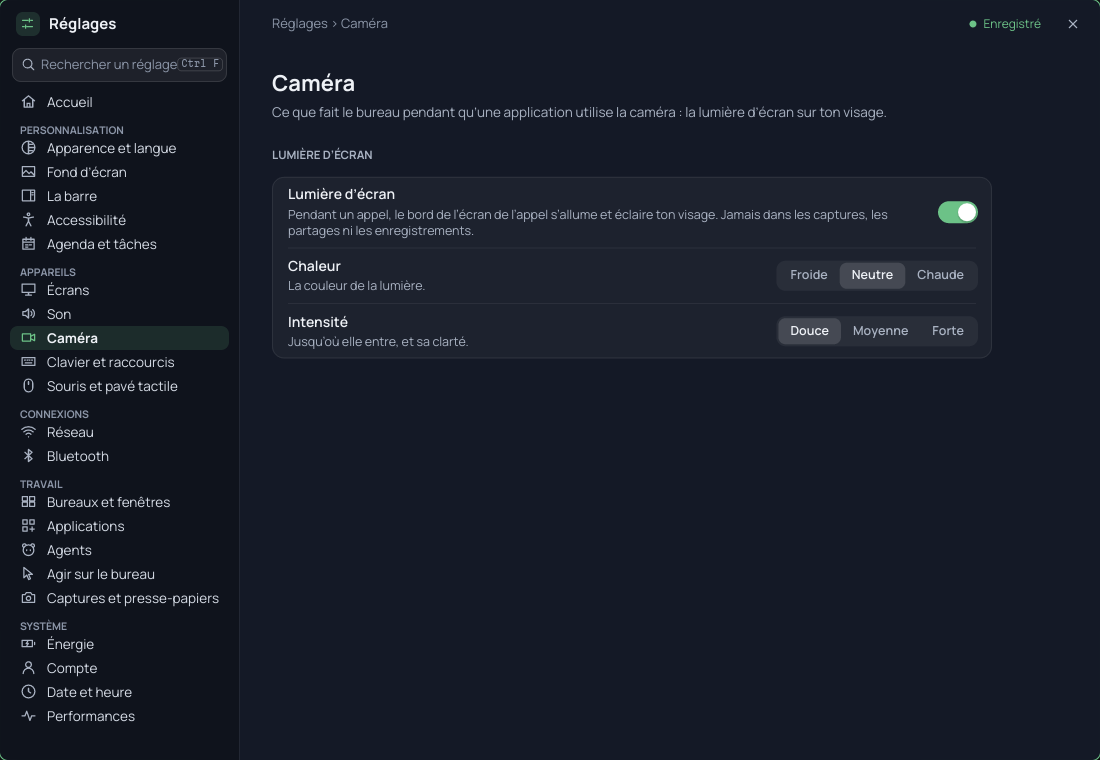 Réglages
Rechercher un réglage Ctrl F
Accueil
PERSONNALISATION
Apparence et langue
Fond d'écran
La barre
Accessibilité
Agenda et tâches
APPAREILS
Écrans
Son
Caméra
Clavier et raccourcis
Souris et pavé tactile
CONNEXIONS
Réseau
Bluetooth
TRAVAIL
Bureaux et fenêtres
Applications
Agents
Agir sur le bureau
Captures et presse-papiers
SYSTÈME
Énergie
Compte
Date et heure
Performances
Réglages › Caméra
Enregistré
Caméra
Ce que fait le bureau pendant qu'une application utilise la caméra : la lumière d'écran sur ton visage.
LUMIÈRE D'ÉCRAN
Lumière d'écran
Pendant un appel, le bord de l'écran de l'appel s'allume et éclaire ton visage. Jamais dans les captures, les
partages ni les enregistrements.
Chaleur
La couleur de la lumière.
Froide Neutre Chaude
Intensité
Jusqu'où elle entre, et sa clarté.
Douce Moyenne Forte